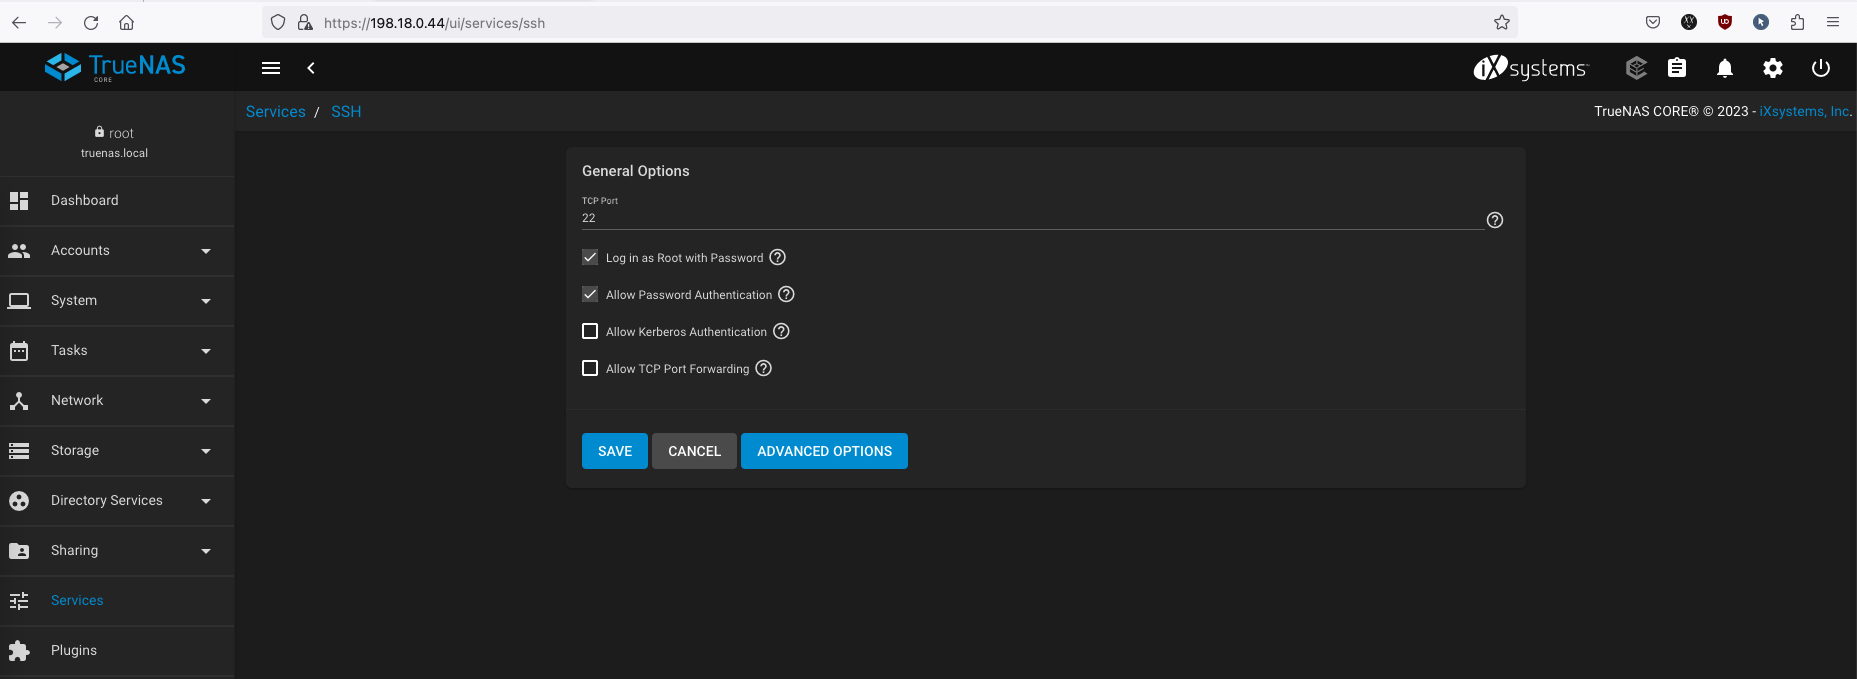 https://198.18.0.44/ui/services/ssh
TrueNAS
CORE
iXsystems™
Services / SSH
TrueNAS CORE® © 2023 - iXsystems, Inc.
root
truenas.local
Dashboard
Accounts
System
Tasks
Network
Storage
Directory Services
Sharing
Services
Plugins
General Options
TCP Port
22
Log in as Root with Password
Allow Password Authentication
Allow Kerberos Authentication
Allow TCP Port Forwarding
SAVE CANCEL ADVANCED OPTIONS